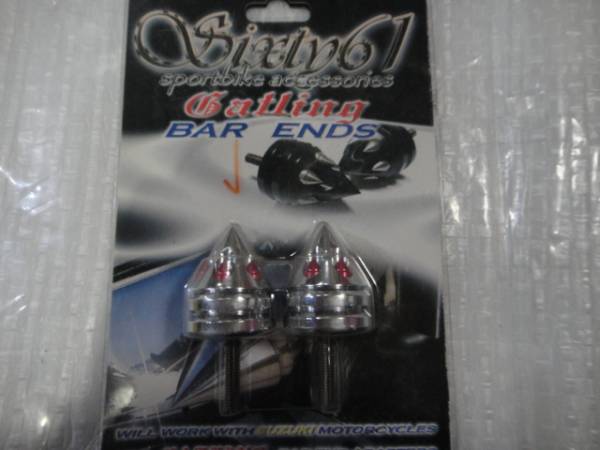 Sixty61
sportbike accessories
Gatling
BAR ENDS
WILL WORK WITH SUZUKI MOTORCYCLES